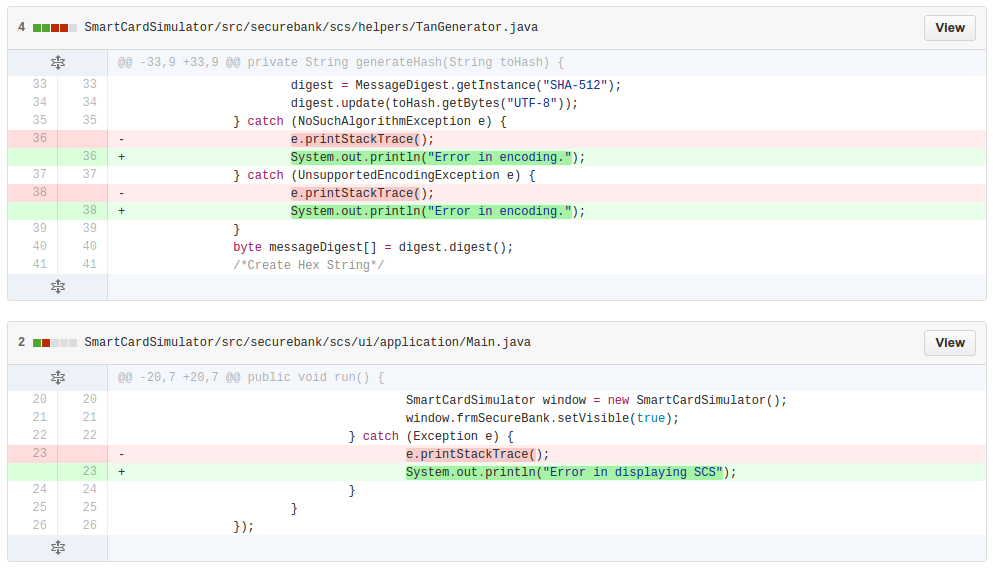 4 SmartCardSimulator/src/securebank/scs/helpers/TanGenerator.java View
@@ -33,9 +33,9 @@ private String generateHash(String toHash) {
33 33 digest = MessageDigest.getInstance("SHA-512");
34 34 digest.update(toHash.getBytes("UTF-8"));
35 35 } catch (NoSuchAlgorithmException e) {
36 - e.printStackTrace();
36 + System.out.println("Error in encoding.");
37 37 } catch (UnsupportedEncodingException e) {
38 - e.printStackTrace();
38 + System.out.println("Error in encoding.");
39 39 }
40 40 byte messageDigest[] = digest.digest();
41 41 /*Create Hex String*/
2 SmartCardSimulator/src/securebank/scs/ui/application/Main.java View
@@ -20,7 +20,7 @@ public void run() {
20 20 SmartCardSimulator window = new SmartCardSimulator();
21 21 window.frmSecureBank.setVisible(true);
22 22 } catch (Exception e) {
23 - e.printStackTrace();
23 + System.out.println("Error in displaying SCS");
24 24 }
25 25 }
26 26 });